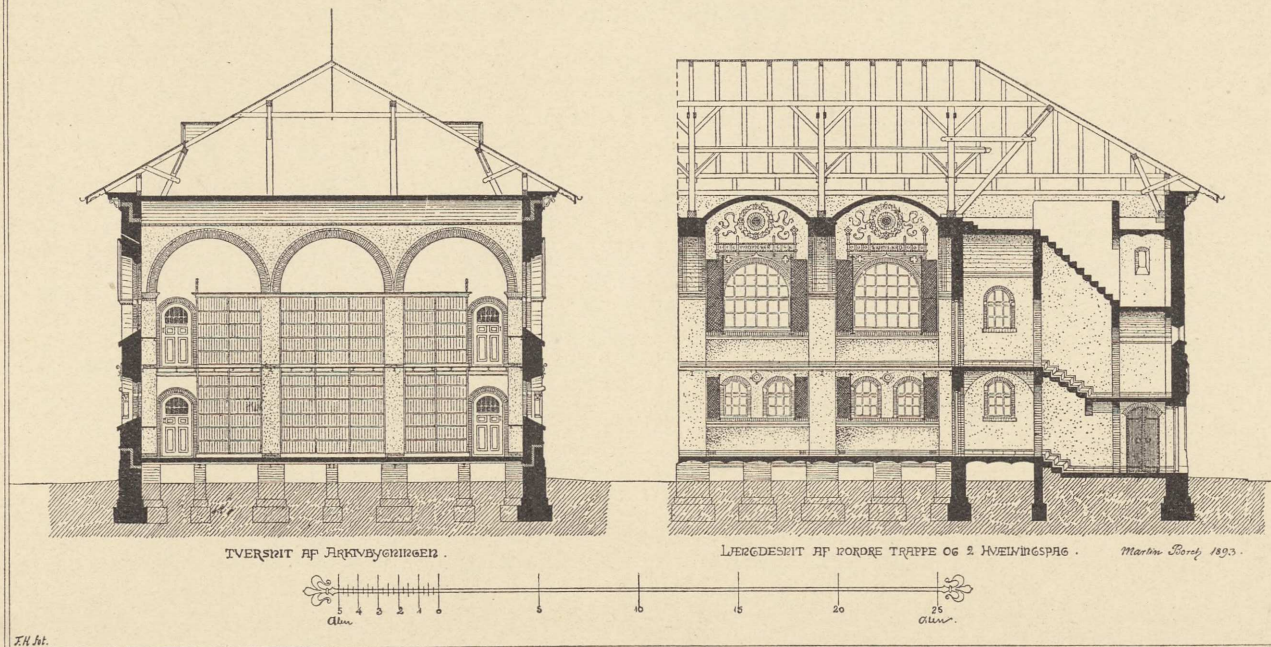 TVERSNIT AF ARKIVBYGNINGEN.
LÆNGDESNIT AF NORDRE TRAPPE OG 2 HVÆLVINGSFAG.
Martin Borch 1893.
5 4 3 2 1 0 5 10 15 20 25
Alen Alen.
F.H.